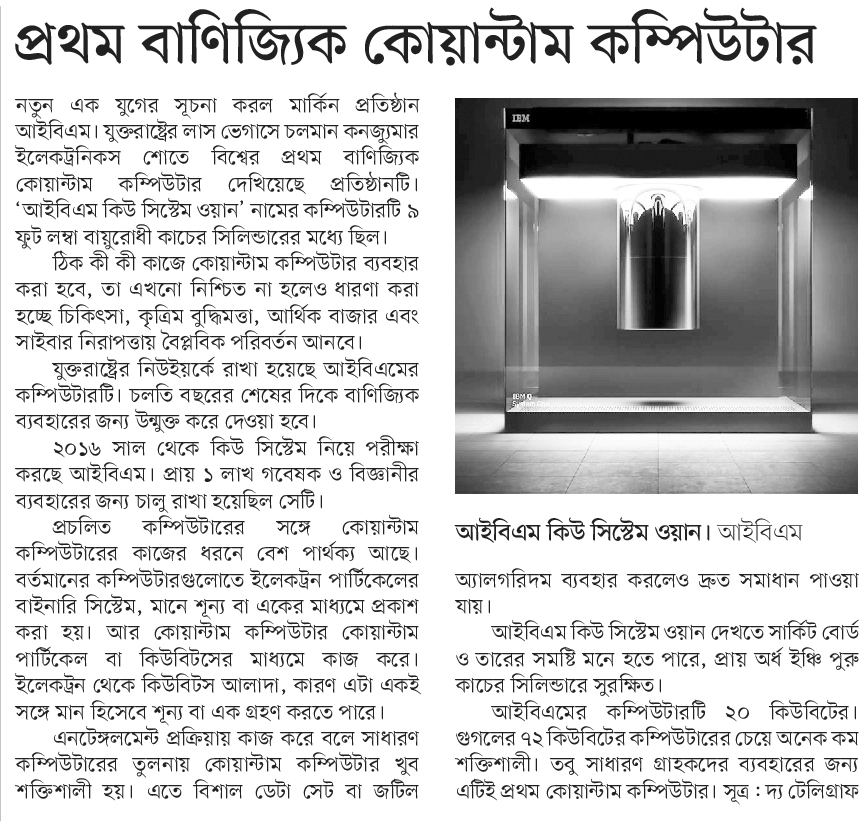 প্রথম বাণিজ্যিক কোয়ান্টাম কম্পিউটার
নতুন এক যুগের সূচনা করল মার্কিন প্রতিষ্ঠান
আইবিএম। যুক্তরাষ্ট্রের লাস ভেগাসে চলমান কনজ্যুমার
ইলেকট্রনিকস শোতে বিশ্বের প্রথম বাণিজ্যিক
কোয়ান্টাম কম্পিউটার দেখিয়েছে প্রতিষ্ঠানটি।
‘আইবিএম কিউ সিস্টেম ওয়ান’ নামের কম্পিউটারটি ৯
ফুট লম্বা বায়ুরোধী কাচের সিলিন্ডারের মধ্যে ছিল।
ঠিক কী কী কাজে কোয়ান্টাম কম্পিউটার ব্যবহার
করা হবে, তা এখনো নিশ্চিত না হলেও ধারণা করা
হচ্ছে চিকিৎসা, কৃত্রিম বুদ্ধিমত্তা, আর্থিক বাজার এবং
সাইবার নিরাপত্তায় বৈপ্লবিক পরিবর্তন আনবে।
যুক্তরাষ্ট্রের নিউইয়র্কে রাখা হয়েছে আইবিএমের
কম্পিউটারটি। চলতি বছরের শেষের দিকে বাণিজ্যিক
ব্যবহারের জন্য উন্মুক্ত করে দেওয়া হবে।
২০১৬ সাল থেকে কিউ সিস্টেম নিয়ে পরীক্ষা
করছে আইবিএম। প্রায় ১ লাখ গবেষক ও বিজ্ঞানীর
ব্যবহারের জন্য চালু রাখা হয়েছিল সেটি।
প্রচলিত কম্পিউটারের সঙ্গে কোয়ান্টাম
কম্পিউটারের কাজের ধরনে বেশ পার্থক্য আছে।
বর্তমানের কম্পিউটারগুলোতে ইলেকট্রন পার্টিকেলের
বাইনারি সিস্টেম, মানে শূন্য বা একের মাধ্যমে প্রকাশ
করা হয়। আর কোয়ান্টাম কম্পিউটার কোয়ান্টাম
পার্টিকেল বা কিউবিটসের মাধ্যমে কাজ করে।
ইলেকট্রন থেকে কিউবিটস আলাদা, কারণ এটা একই
সঙ্গে মান হিসেবে শূন্য বা এক গ্রহণ করতে পারে।
এনটেঙ্গলমেন্ট প্রক্রিয়ায় কাজ করে বলে সাধারণ
কম্পিউটারের তুলনায় কোয়ান্টাম কম্পিউটার খুব
শক্তিশালী হয়। এতে বিশাল ডেটা সেট বা জটিল
IBM
IBM Q
System One
আইবিএম কিউ সিস্টেম ওয়ান। আইবিএম
অ্যালগরিদম ব্যবহার করলেও দ্রুত সমাধান পাওয়া
যায়।
আইবিএম কিউ সিস্টেম ওয়ান দেখতে সার্কিট বোর্ড
ও তারের সমষ্টি মনে হতে পারে, প্রায় অর্ধ ইঞ্চি পুরু
কাচের সিলিন্ডারে সুরক্ষিত।
আইবিএমের কম্পিউটারটি ২০ কিউবিটের।
গুগলের ৭২ কিউবিটের কম্পিউটারের চেয়ে অনেক কম
শক্তিশালী। তবু সাধারণ গ্রাহকদের ব্যবহারের জন্য
এটিই প্রথম কোয়ান্টাম কম্পিউটার। সূত্র : দ্য টেলিগ্রাফ